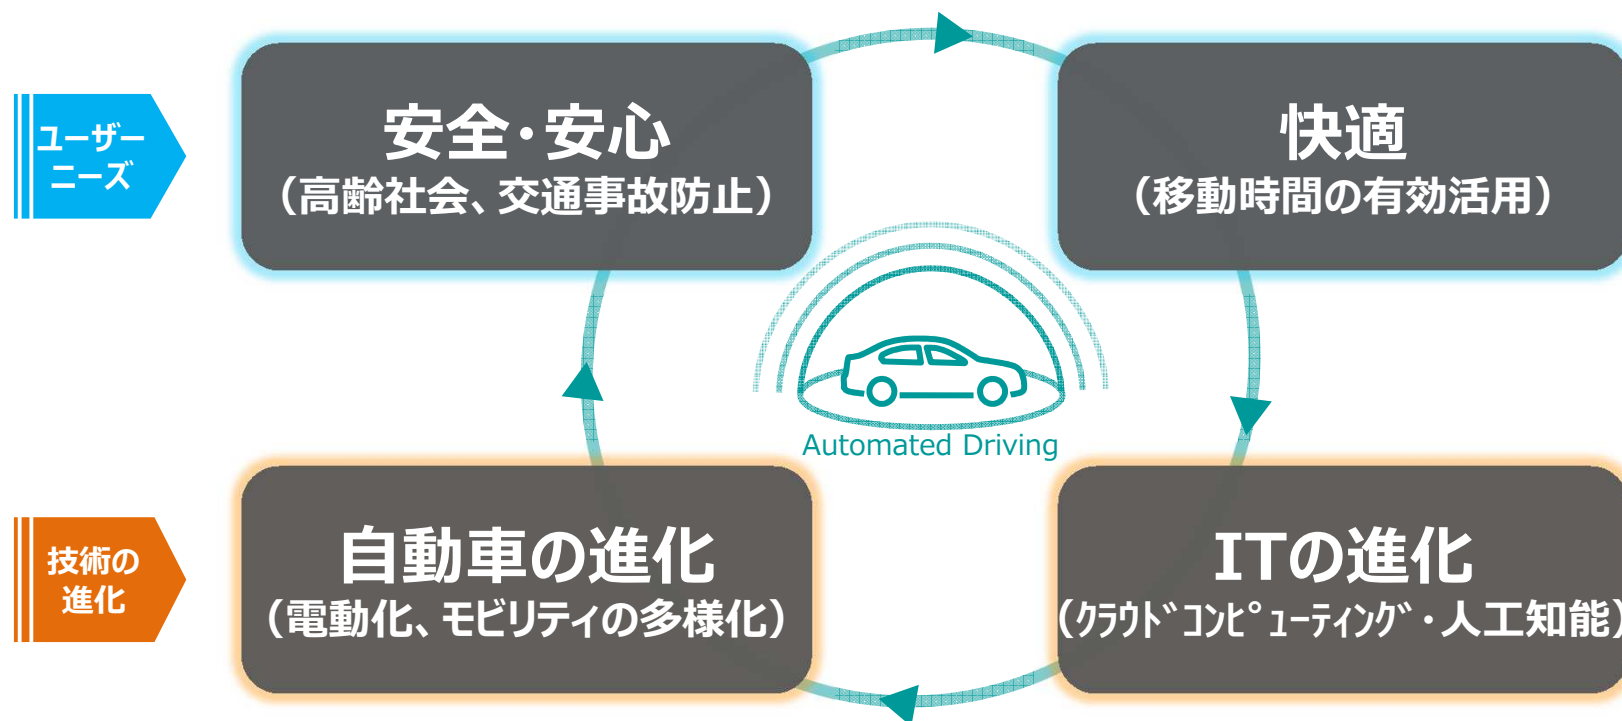 ユーザー
ニーズ
安全・安心
（高齢社会、交通事故防止）
快適
（移動時間の有効活用）
Automated Driving
技術の
進化
自動車の進化
（電動化、モビリティの多様化）
ITの進化
（ｸﾗｳﾄﾞｺﾝﾋﾟｭｰﾃｨﾝｸﾞ・人工知能）